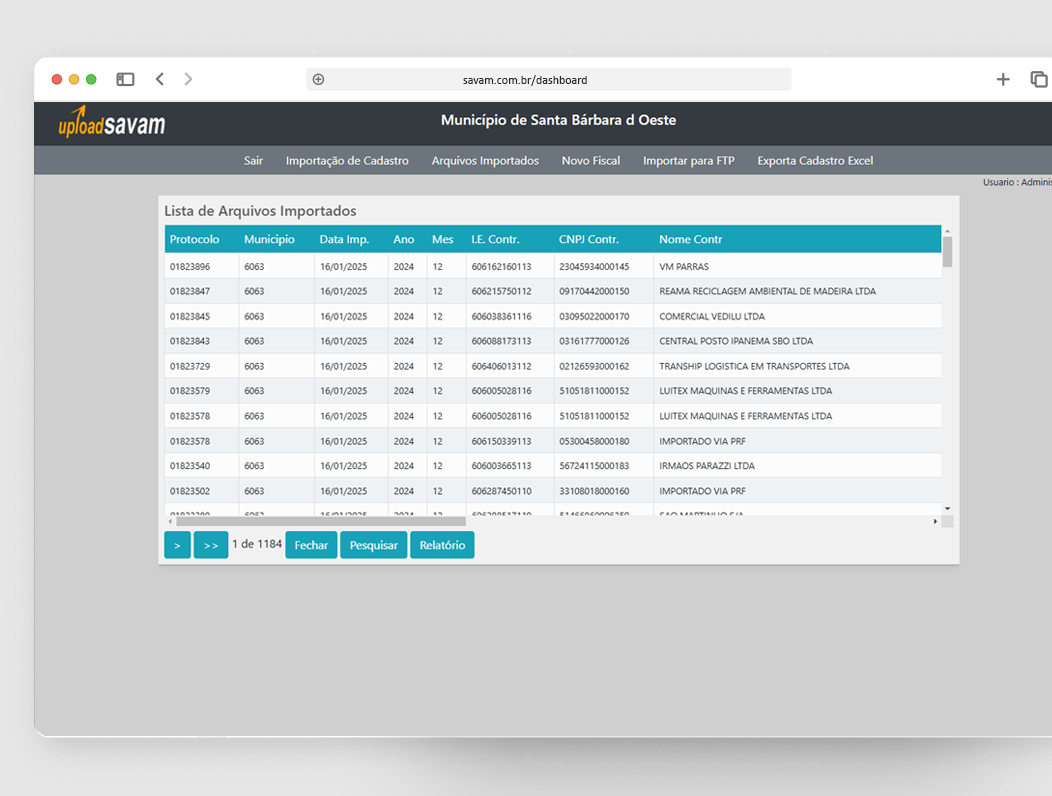 savam.com.br/dashboard
uploadsavam
Município de Santa Bárbara d Oeste
Sair Importação de Cadastro Arquivos Importados Novo Fiscal Importar para FTP Exporta Cadastro Excel
Usuario : Adminis
Lista de Arquivos Importados
Protocolo Municipio Data Imp. Ano Mes I.E. Contr. CNPJ Contr. Nome Contr
01823896 6063 16/01/2025 2024 12 606162160113 23045934000145 VM PARRAS
01823847 6063 16/01/2025 2024 12 606215750112 09170442000150 REAMA RECICLAGEM AMBIENTAL DE MADEIRA LTDA
01823845 6063 16/01/2025 2024 12 606038361116 03095022000170 COMERCIAL VEDILU LTDA
01823843 6063 16/01/2025 2024 12 606088173113 03161777000126 CENTRAL POSTO IPANEMA SBO LTDA
01823729 6063 16/01/2025 2024 12 606406013112 02126593000162 TRANSHIP LOGISTICA EM TRANSPORTES LTDA
01823579 6063 16/01/2025 2024 12 606005028116 51051811000152 LUITEX MAQUINAS E FERRAMENTAS LTDA
01823578 6063 16/01/2025 2024 12 606005028116 51051811000152 LUITEX MAQUINAS E FERRAMENTAS LTDA
01823578 6063 16/01/2025 2024 12 606150339113 05300458000180 IMPORTADO VIA PRF
01823540 6063 16/01/2025 2024 12 606003665113 56724115000183 IRMAOS PARAZZI LTDA
01823502 6063 16/01/2025 2024 12 606287450110 33108018000160 IMPORTADO VIA PRF
6063 16/01/2025 2024 12 SAO MARTINHO S/A
> >> 1 de 1184 Fechar Pesquisar Relatório